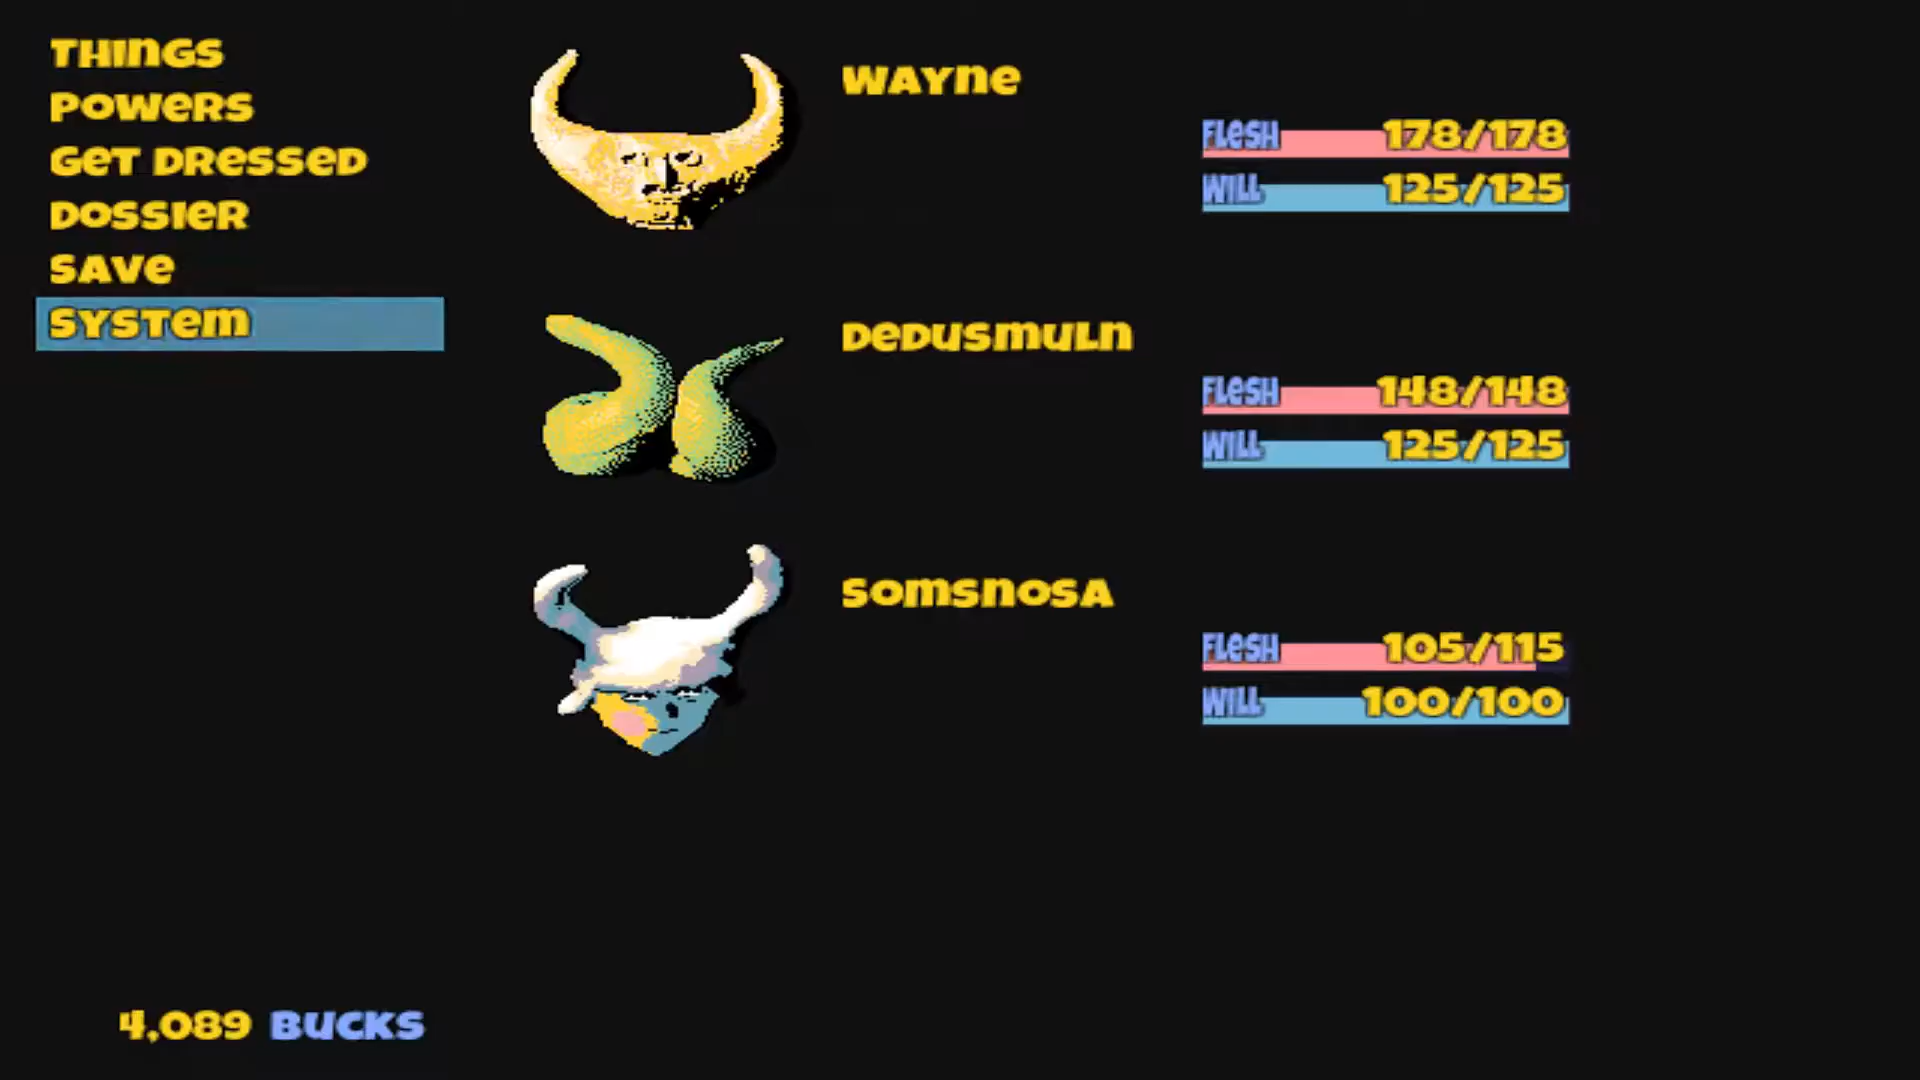 THINGS
POWERS
GET DRESSED
DOSSIER
SAVE
SYSTEM
WAYNE
FLESH 178/178
WILL 125/125
DEDUSMULN
FLESH 148/148
WILL 125/125
SOMSNOSA
FLESH 105/115
WILL 100/100
4,089 BUCKS